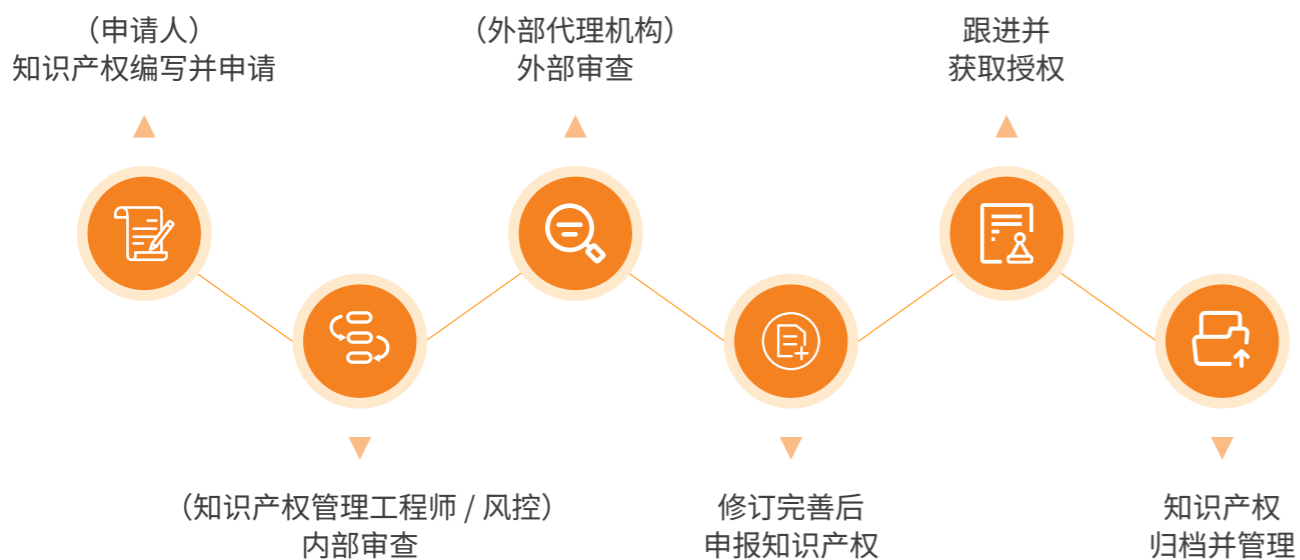 （申请人）
知识产权编写并申请
（知识产权管理工程师 / 风控）
内部审查
（外部代理机构）
外部审查
修订完善后
申报知识产权
跟进并
获取授权
知识产权
归档并管理